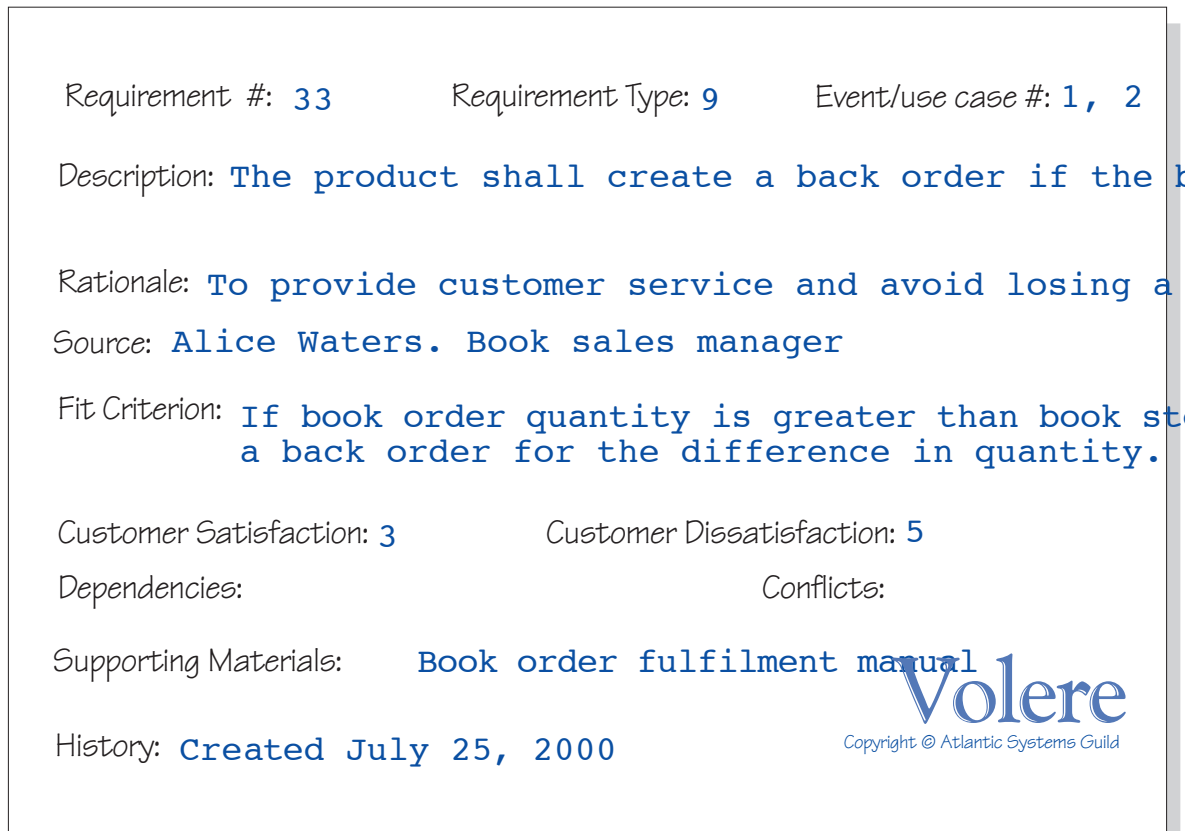 Requirement #: 33 Requirement Type: 9 Event/use case #: 1, 2
Description: The product shall create a back order if the
Rationale: To provide customer service and avoid losing a
Source: Alice Waters. Book sales manager
Fit Criterion: If book order quantity is greater than book
a back order for the difference in quantity.
Customer Satisfaction: 3 Customer Dissatisfaction: 5
Dependencies: Conflicts:
Supporting Materials: Book order fulfilment manual
Volere
History: Created July 25, 2000
Copyright © Atlantic Systems Guild